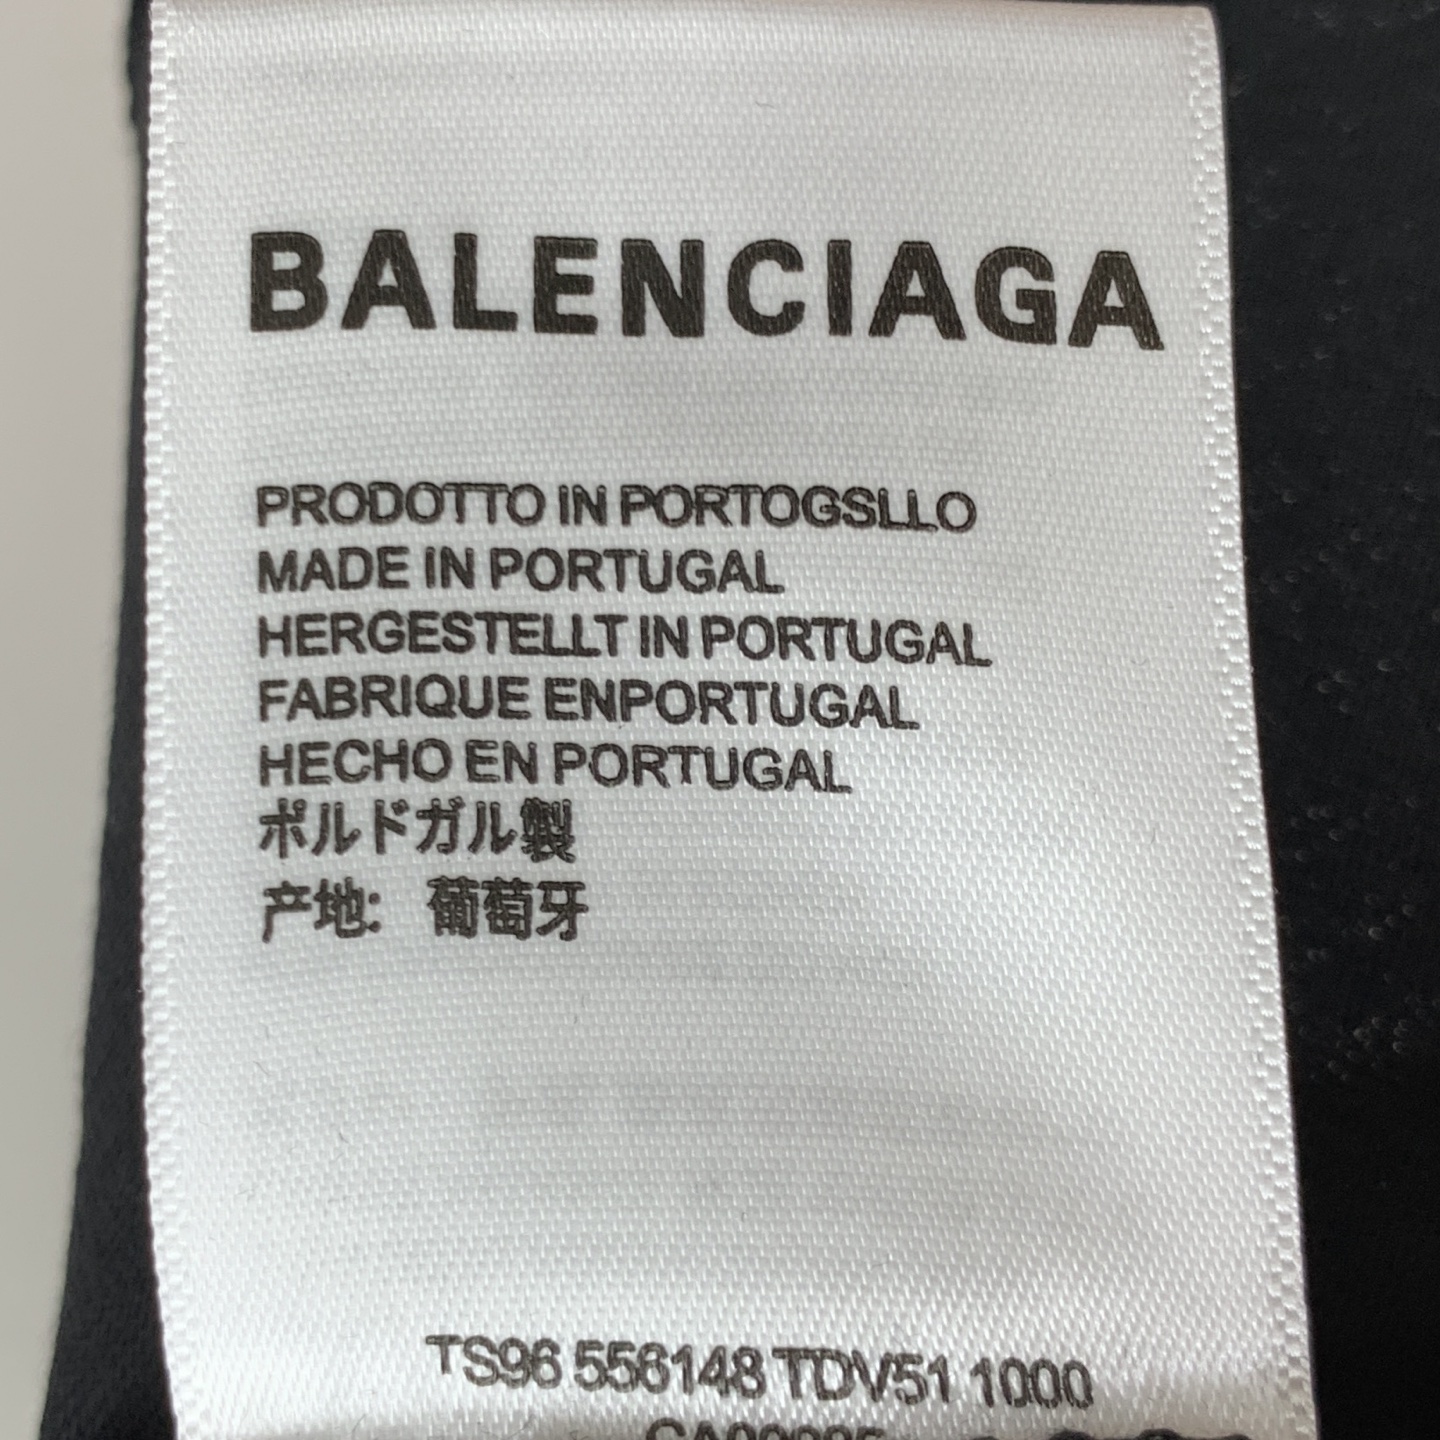 BALENCIAGA
PRODOTTO IN PORTOGSLLO
MADE IN PORTUGAL
HERGESTELLT IN PORTUGAL
FABRIQUE ENPORTUGAL
HECHO EN PORTUGAL
ポルドガル製
产地: 葡萄牙
TS96 556148 TDV51 1000